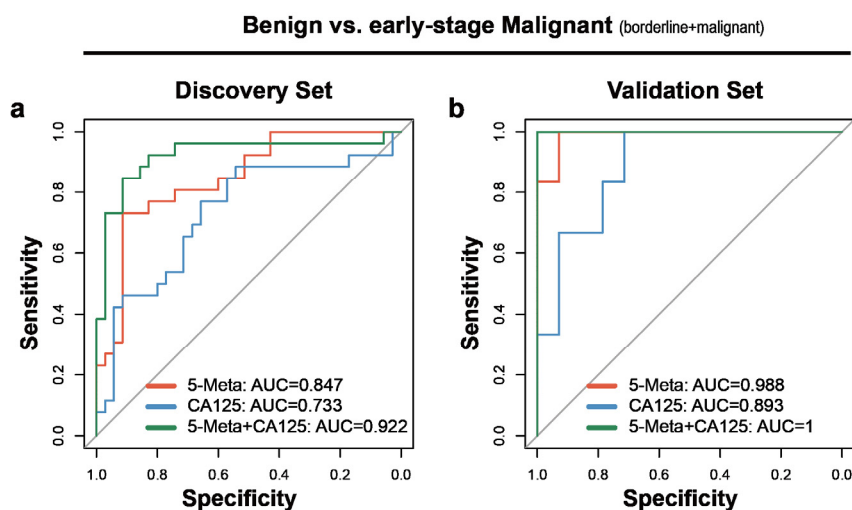 Benign vs. early-stage Malignant (borderline+malignant)
a
Discovery Set
1.0
0.8
0.6
0.4
0.2
0.0
Sensitivity
5-Meta: AUC=0.847
CA125: AUC=0.733
5-Meta+CA125: AUC=0.922
1.0 0.8 0.6 0.4 0.2 0.0
Specificity
b
Validation Set
1.0
0.8
0.6
0.4
0.2
0.0
Sensitivity
5-Meta: AUC=0.988
CA125: AUC=0.893
5-Meta+CA125: AUC=1
1.0 0.8 0.6 0.4 0.2 0.0
Specificity